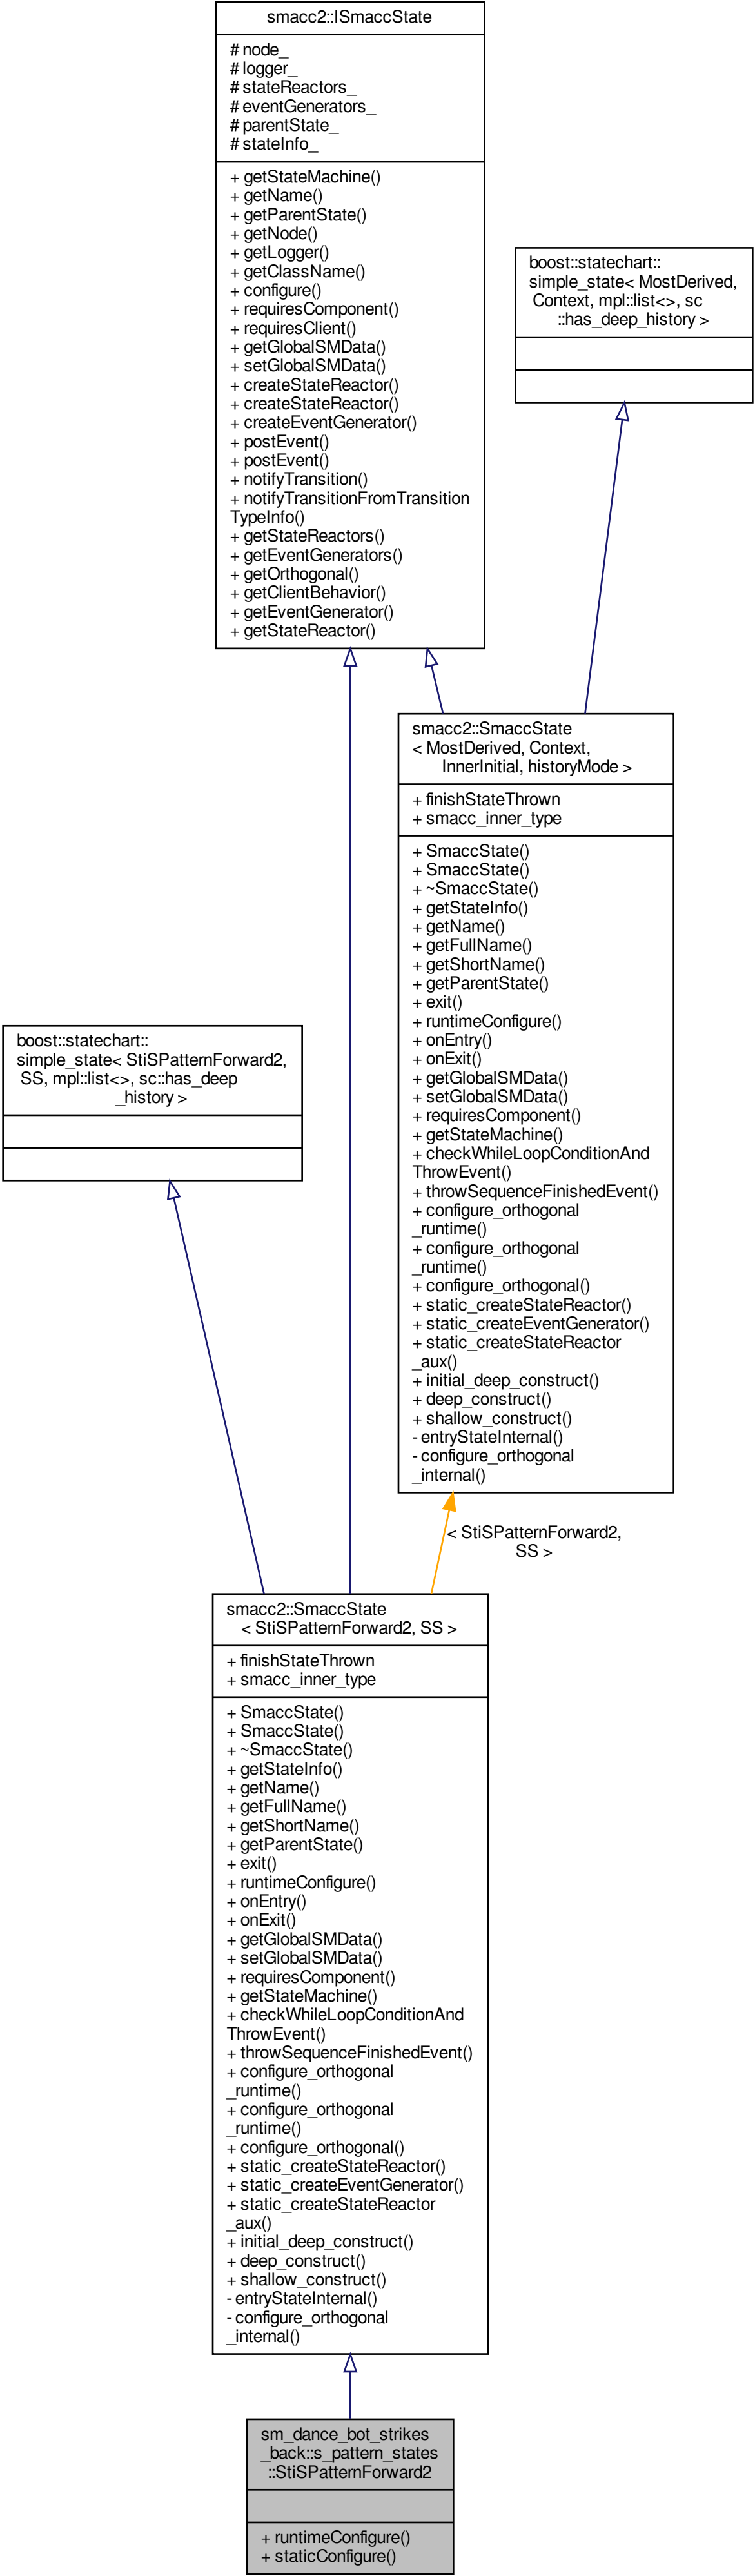 smacc2::ISmaccState
# node_
# logger_
# stateReactors_
# eventGenerators_
# parentState_
# stateInfo_
+ getStateMachine()
+ getName()
+ getParentState()
+ getNode()
+ getLogger()
+ getClassName()
+ configure()
+ requiresComponent()
+ requiresClient()
+ getGlobalSMData()
+ setGlobalSMData()
+ createStateReactor()
+ createStateReactor()
+ createEventGenerator()
+ postEvent()
+ postEvent()
+ notifyTransition()
+ notifyTransitionFromTransition
TypeInfo()
+ getStateReactors()
+ getEventGenerators()
+ getOrthogonal()
+ getClientBehavior()
+ getEventGenerator()
+ getStateReactor()
boost::statechart::
simple_state< MostDerived,
Context, mpl::list<>, sc
::has_deep_history >
smacc2::SmaccState
< MostDerived, Context,
InnerInitial, historyMode >
+ finishStateThrown
+ smacc_inner_type
+ SmaccState()
+ SmaccState()
+ ~SmaccState()
+ getStateInfo()
+ getName()
+ getFullName()
+ getShortName()
+ getParentState()
+ exit()
+ runtimeConfigure()
+ onEntry()
+ onExit()
+ getGlobalSMData()
+ setGlobalSMData()
+ requiresComponent()
+ getStateMachine()
+ checkWhileLoopConditionAnd
ThrowEvent()
+ throwSequenceFinishedEvent()
+ configure_orthogonal
_runtime()
+ configure_orthogonal
_runtime()
+ configure_orthogonal()
+ static_createStateReactor()
+ static_createEventGenerator()
+ static_createStateReactor
_aux()
+ initial_deep_construct()
+ deep_construct()
+ shallow_construct()
- entryStateInternal()
- configure_orthogonal
_internal()
boost::statechart::
simple_state< StiSPatternForward2,
SS, mpl::list<>, sc::has_deep
_history >
< StiSPatternForward2,
SS >
smacc2::SmaccState
< StiSPatternForward2, SS >
+ finishStateThrown
+ smacc_inner_type
+ SmaccState()
+ SmaccState()
+ ~SmaccState()
+ getStateInfo()
+ getName()
+ getFullName()
+ getShortName()
+ getParentState()
+ exit()
+ runtimeConfigure()
+ onEntry()
+ onExit()
+ getGlobalSMData()
+ setGlobalSMData()
+ requiresComponent()
+ getStateMachine()
+ checkWhileLoopConditionAnd
ThrowEvent()
+ throwSequenceFinishedEvent()
+ configure_orthogonal
_runtime()
+ configure_orthogonal
_runtime()
+ configure_orthogonal()
+ static_createStateReactor()
+ static_createEventGenerator()
+ static_createStateReactor
_aux()
+ initial_deep_construct()
+ deep_construct()
+ shallow_construct()
- entryStateInternal()
- configure_orthogonal
_internal()
sm_dance_bot_strikes
_back::s_pattern_states
::StiSPatternForward2
+ runtimeConfigure()
+ staticConfigure()